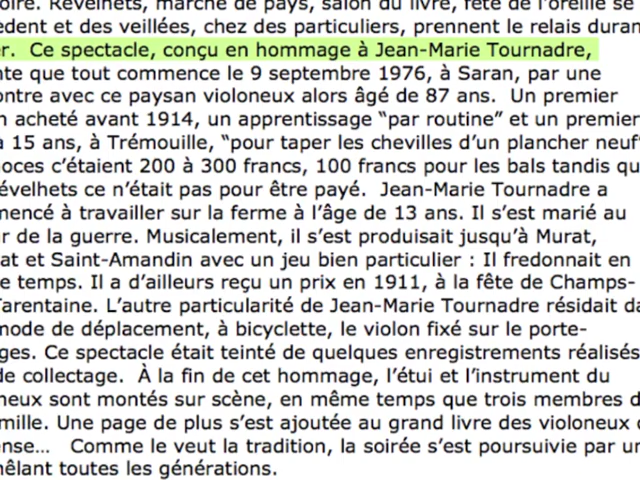 oire. Révelhets, marché de pays, salon du livre, fête de l'oreille se
edent et des veillées, chez des particuliers, prennent le relais duran
er.  Ce spectacle, conçu en hommage à Jean-Marie Tournadre,
nte que tout commence le 9 septembre 1976, à Saran, par une
ontre avec ce paysan violoneux alors âgé de 87 ans.  Un premier
n acheté avant 1914, un apprentissage “par routine” et un premier
à 15 ans, à Trémouille, “pour taper les chevilles d'un plancher neuf”
noces c'étaient 200 à 300 francs, 100 francs pour les bals tandis qu
révelhets ce n'était pas pour être payé.  Jean-Marie Tournadre a
mencé à travailler sur la ferme à l'âge de 13 ans. Il s'est marié au
r de la guerre. Musicalement, il s'est produisait jusqu'à Murat,
at et Saint-Amandin avec un jeu bien particulier : Il fredonnait en
e temps. Il a d'ailleurs reçu un prix en 1911, à la fête de Champs-
Tarentaine. L'autre particularité de Jean-Marie Tournadre résidait da
mode de déplacement, à bicyclette, le violon fixé sur le porte-
ges. Ce spectacle était teinté de quelques enregistrements réalisés
de collectage.  À la fin de cet hommage, l'étui et l'instrument du
neux sont montés sur scène, en même temps que trois membres d
mille. Une page de plus s'est ajoutée au grand livre des violoneux d
ense...   Comme le veut la tradition, la soirée s'est poursuivie par un
mêlant toutes les générations.